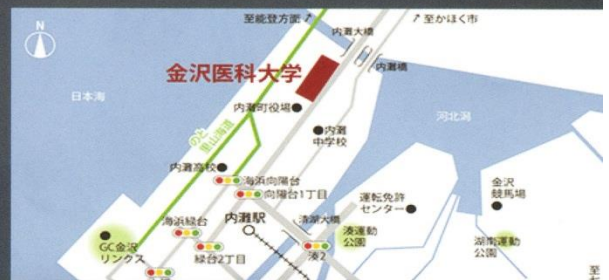 N
至能登方面
至かほく市
内灘大橋
内灘橋
金沢医科大学
日本海
内灘町役場
河北潟
のと
里山海道
内灘
中学校
内灘高校
海浜向陽台
向陽台1丁目
運転免許
センター
金沢
競馬場
海浜緑台
内灘駅
清湖大橋
GC金沢
リンクス
緑台2丁目
湊2
湊運動
公園
湖南運動
公園
至